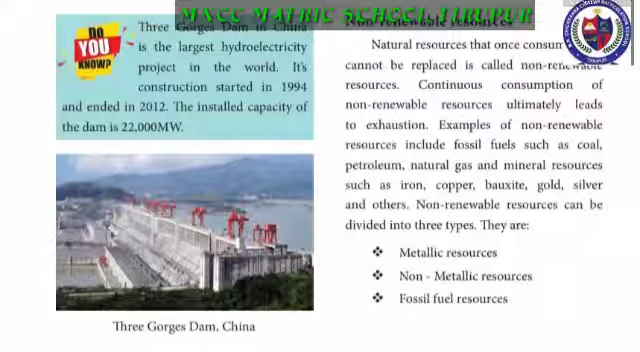 MNCC MATRIC SCHOOL, TIRUPUR
DO YOU KNOW?
Three Gorges Dam in China
is the largest hydroelectricity
project in the world. It's
construction started in 1994
and ended in 2012. The installed capacity of
the dam is 22,000MW.
Three Gorges Dam, China
Non-renewable resources
Natural resources that once consum
cannot be replaced is called non-renewable
resources. Continuous consumption of
non-renewable resources ultimately leads
to exhaustion. Examples of non-renewable
resources include fossil fuels such as coal,
petroleum, natural gas and mineral resources
such as iron, copper, bauxite, gold, silver
and others. Non-renewable resources can be
divided into three types. They are:
❖ Metallic resources
❖ Non - Metallic resources
❖ Fossil fuel resources